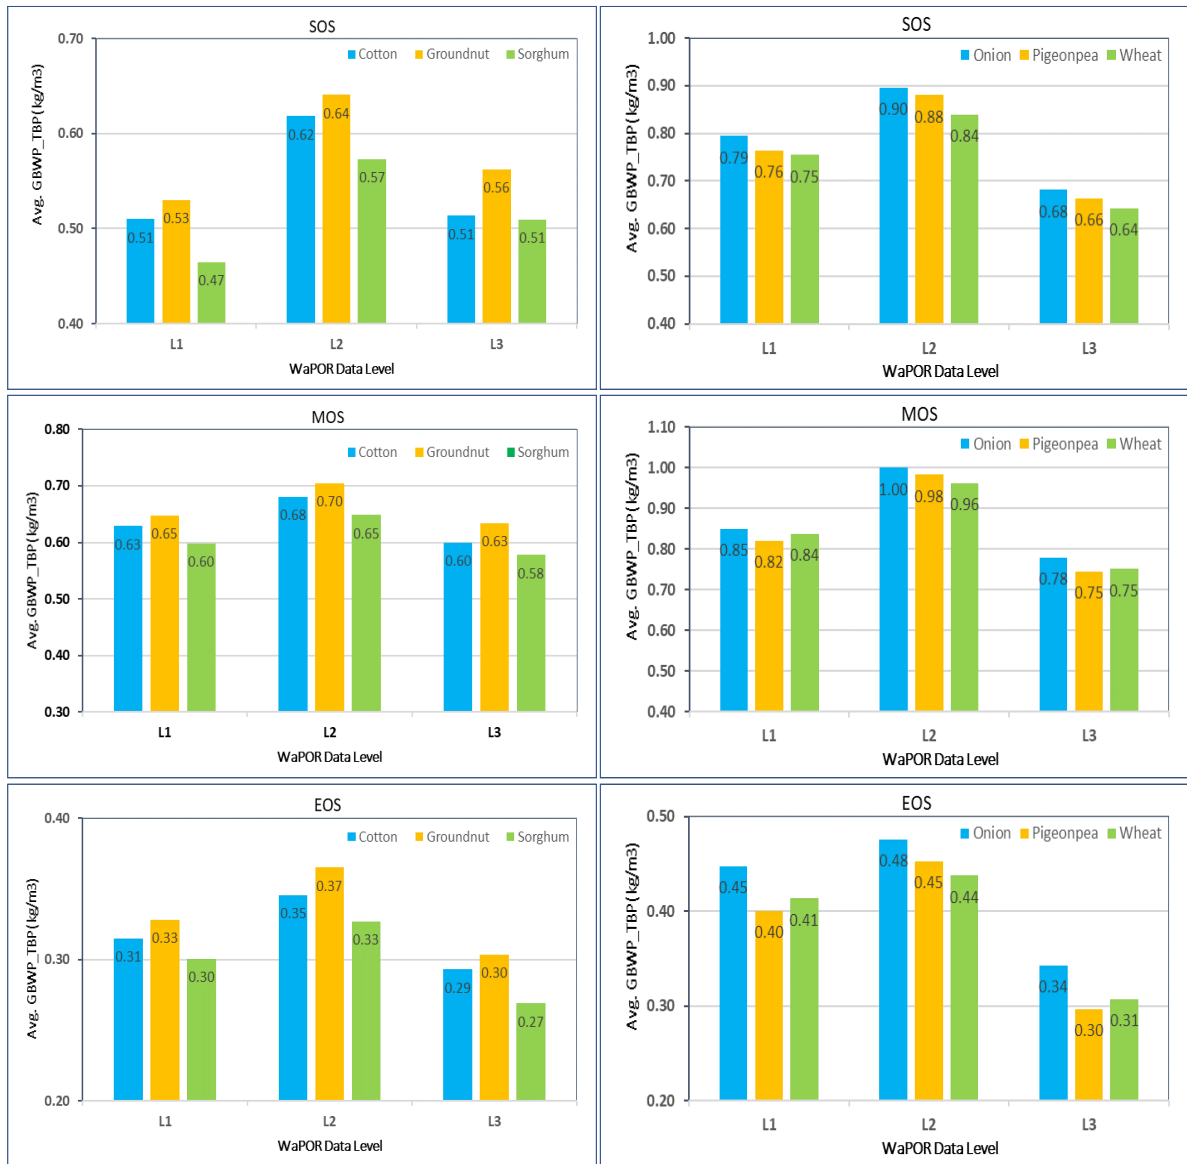 SOS
0.70
0.60
0.50
0.40
Avg. GBWP_TBP (kg/m3)
Cotton Groundnut Sorghum
0.51 0.53 0.47
0.62 0.64 0.57
0.51 0.56 0.51
L1 L2 L3
WaPOR Data Level
SOS
1.00
0.90
0.80
0.70
0.60
0.50
0.40
Avg. GBWP_TBP (kg/m3)
Onion Pigeonpea Wheat
0.79 0.76 0.75
0.90 0.88 0.84
0.68 0.66 0.64
L1 L2 L3
WaPOR Data Level
MOS
0.80
0.70
0.60
0.50
0.40
0.30
Avg. GBWP_TBP (kg/m3)
Cotton Groundnut Sorghum
0.63 0.65 0.60
0.68 0.70 0.65
0.60 0.63 0.58
L1 L2 L3
WaPOR Data Level
MOS
1.10
1.00
0.90
0.80
0.70
0.60
0.50
0.40
Avg. GBWP_TBP (kg/m3)
Onion Pigeonpea Wheat
0.85 0.82 0.84
1.00 0.98 0.96
0.78 0.75 0.75
L1 L2 L3
WaPOR Data Level
EOS
0.40
0.30
0.20
Avg. GBWP_TBP (kg/m3)
Cotton Groundnut Sorghum
0.31 0.33 0.30
0.35 0.37 0.33
0.29 0.30 0.27
L1 L2 L3
WaPOR Data Level
EOS
0.50
0.40
0.30
0.20
Avg. GBWP_TBP (kg/m3)
Onion Pigeonpea Wheat
0.45 0.40 0.41
0.48 0.45 0.44
0.34 0.30 0.31
L1 L2 L3
WaPOR Data Level